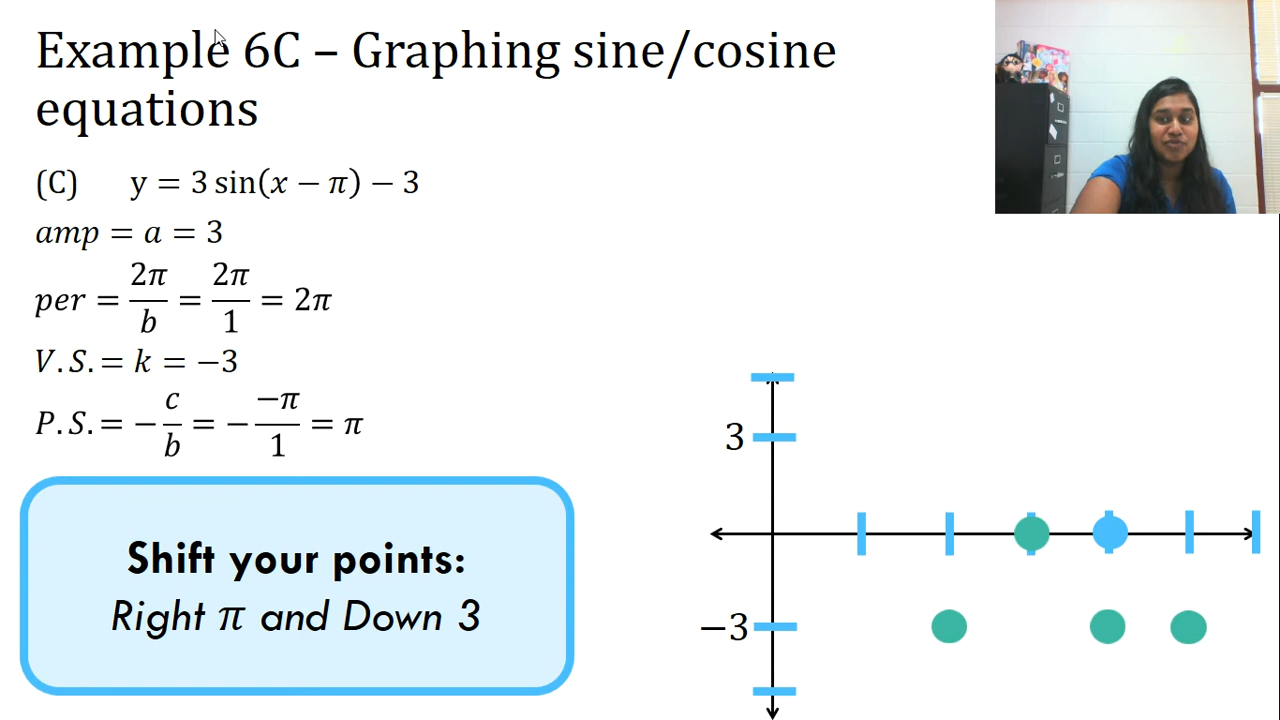 Example 6C – Graphing sine/cosine
equations
(C) y = 3 sin(x − π) − 3
amp = a = 3
per = 2π/b = 2π/1 = 2π
V.S. = k = −3
P.S. = −c/b = −−π/1 = π
Shift your points:
Right π and Down 3
3
−3